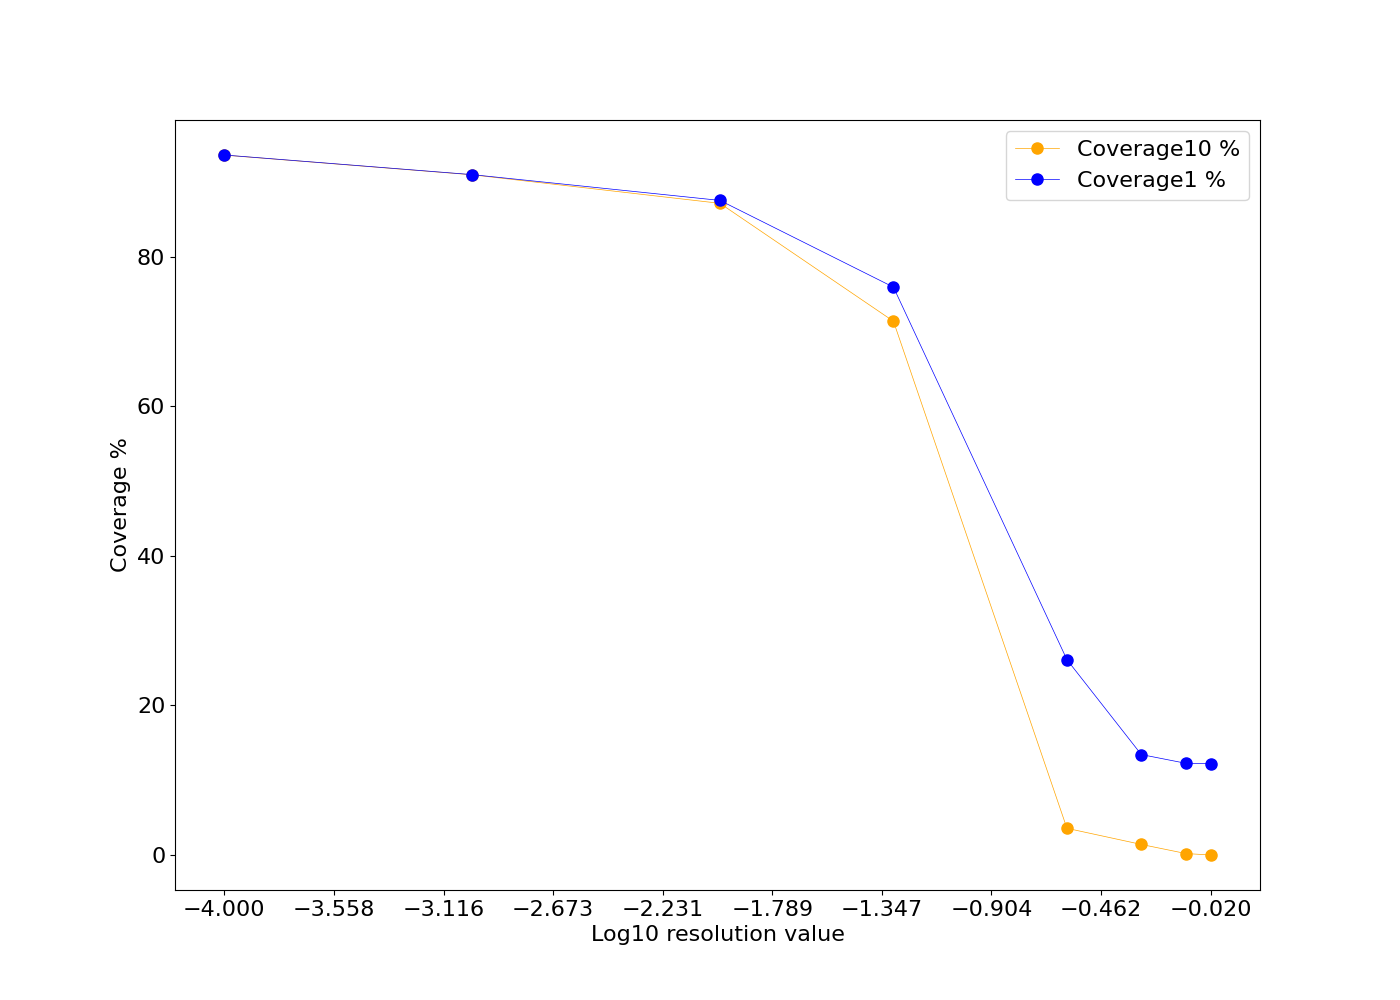 Coverage10 %
Coverage1 %
80
60
40
20
0
Coverage %
−4.000 −3.558 −3.116 −2.673 −2.231 −1.789 −1.347 −0.904 −0.462 −0.020
Log10 resolution value